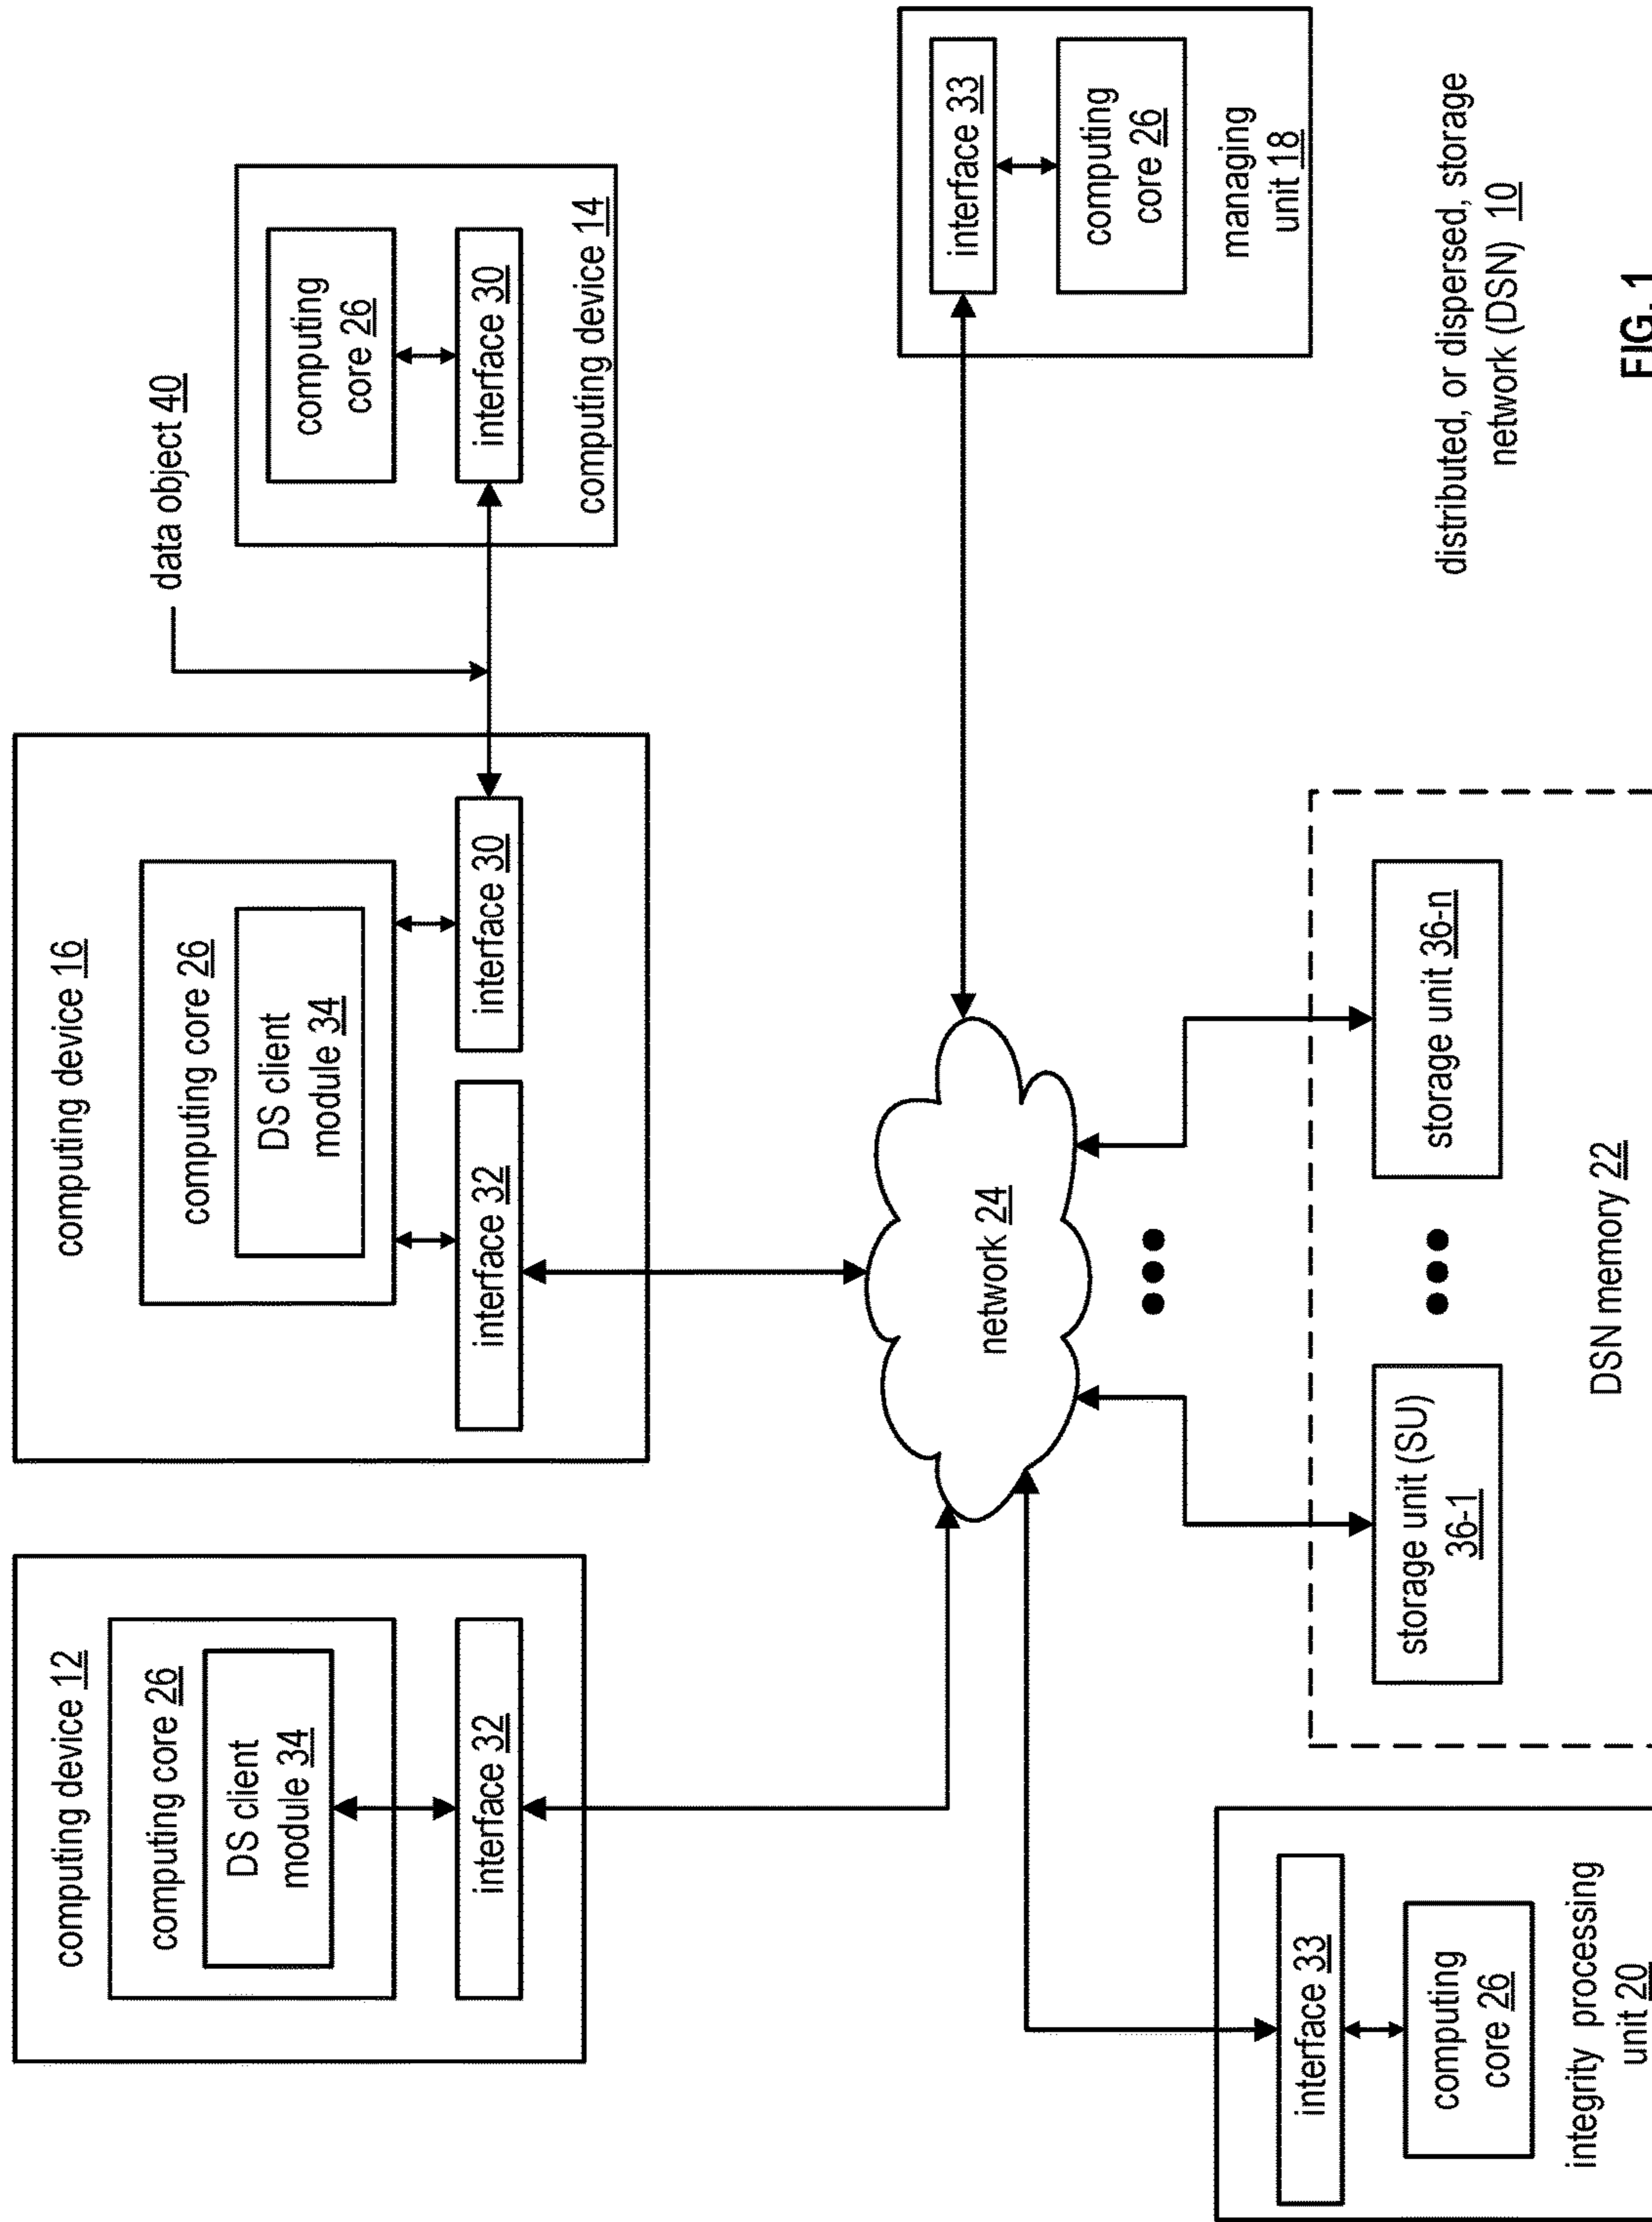 computing device 12
computing core 26
DS client
module 34
interface 32
computing device 16
computing core 26
DS client
module 34
interface 32
interface 30
data object 40
computing
core 26
interface 30
computing device 14
network 24
interface 33
computing
core 26
managing
unit 18
interface 33
computing
core 26
integrity processing
unit 20
storage unit (SU)
36-1
storage unit 36-n
DSN memory 22
distributed, or dispersed, storage
network (DSN) 10
FIG. 1